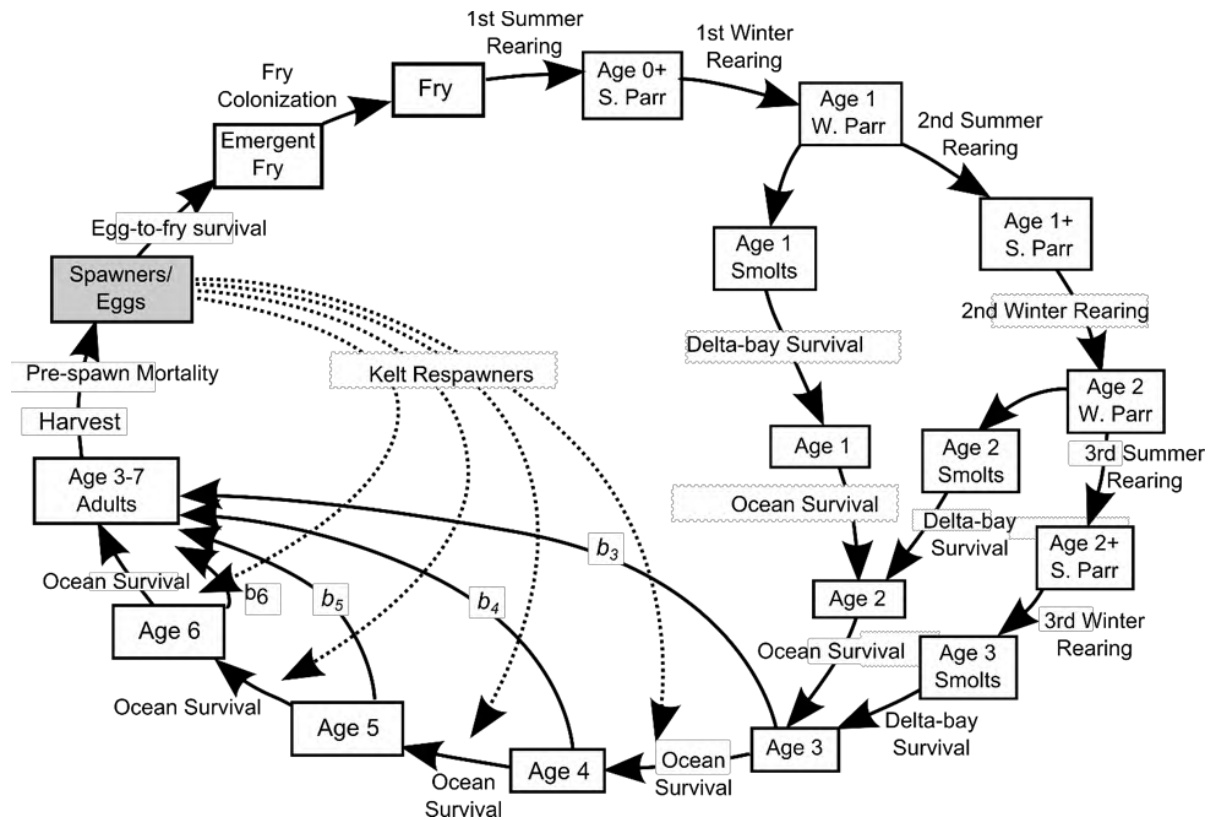 1st Summer
Rearing
1st Winter
Rearing
Fry
Colonization
Fry
Age 0+
S. Parr
Age 1
W. Parr
2nd Summer
Rearing
Emergent
Fry
Egg-to-fry survival
Age 1
Smolts
Age 1+
S. Parr
Spawners/
Eggs
2nd Winter Rearing
Delta-bay Survival
Kelt Respawners
Pre-spawn Mortality
Harvest
Age 2
W. Parr
Age 1
Age 2
Smolts
3rd Summer
Rearing
Age 3-7
Adults
Ocean Survival
Delta-bay
Survival
Age 2+
S. Parr
b3
Ocean Survival
b6
b5
b4
Age 2
Age 6
3rd Winter
Rearing
Ocean Survival
Age 3
Smolts
Ocean Survival
Age 5
Delta-bay
Survival
Age 3
Age 4
Ocean
Survival
Ocean
Survival